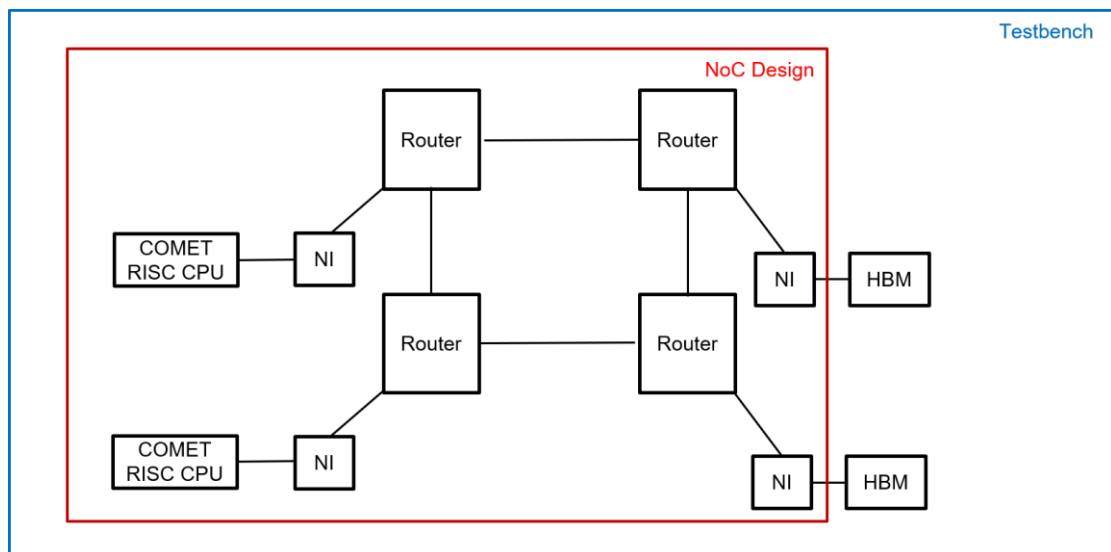 Testbench
NoC Design
Router
Router
COMET
RISC CPU
NI
NI
HBM
Router
Router
COMET
RISC CPU
NI
NI
HBM